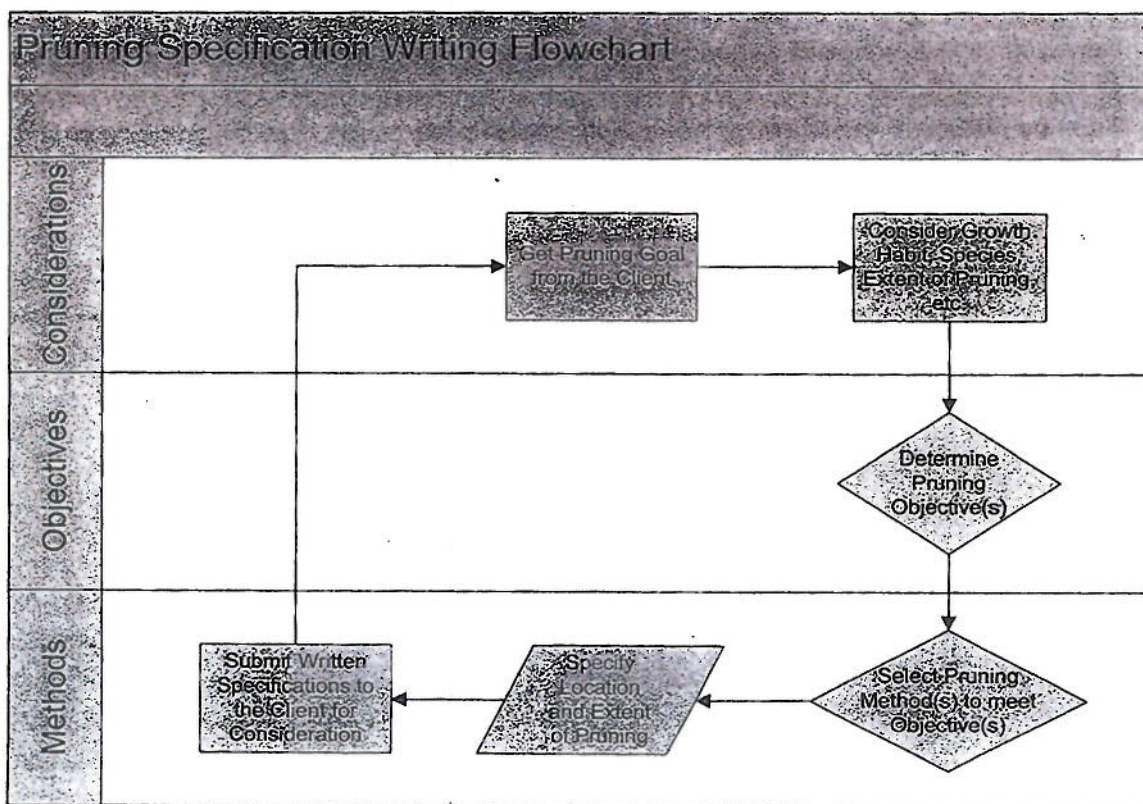 Pruning Specification Writing Flowchart
Considerations
Get Pruning Goal
from the Client
Consider Growth
Habit, Species,
Extent of Pruning,
etc.
Objectives
Determine
Pruning
Objective(s)
Methods
Submit Written
Specifications to
the Client for
Consideration
Specify
Location
and Extent
of Pruning
Select Pruning
Method(s) to meet
Objective(s)